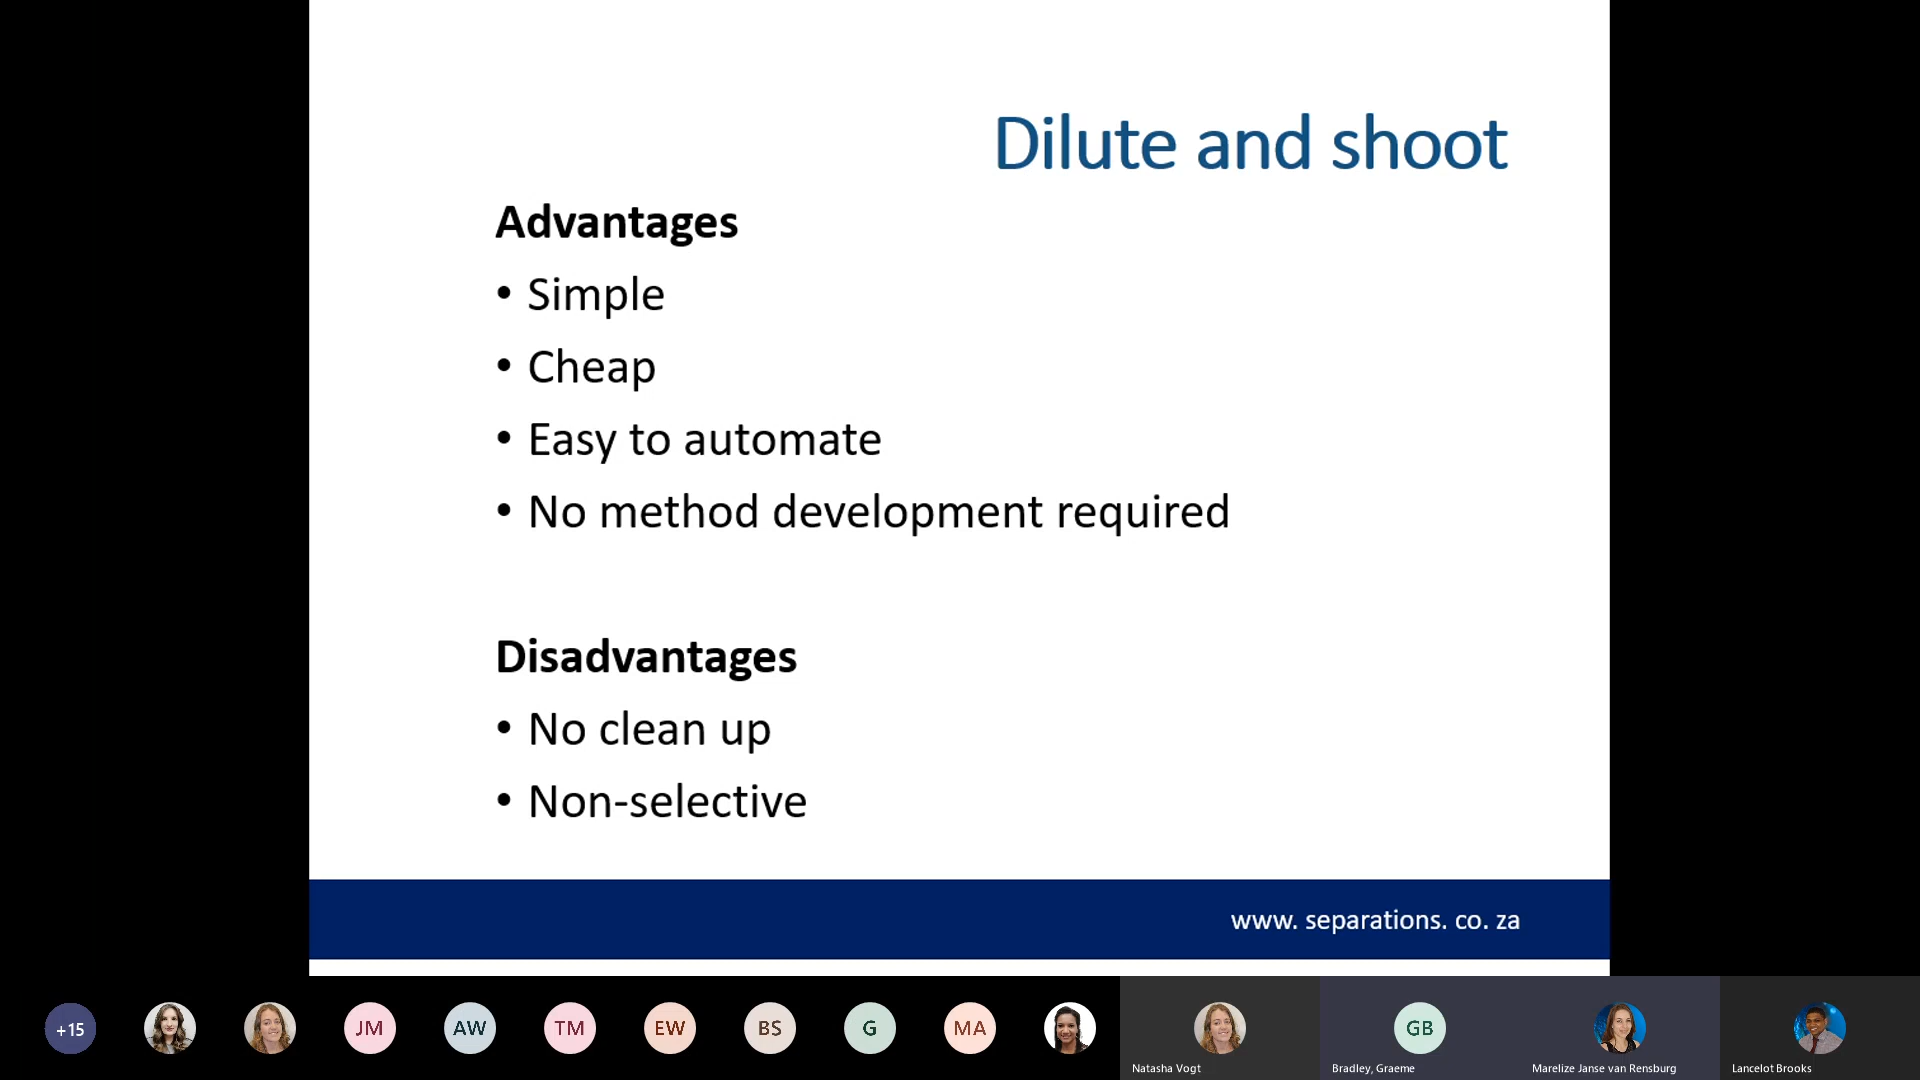 Dilute and shoot
Advantages
• Simple
• Cheap
• Easy to automate
• No method development required
Disadvantages
• No clean up
• Non-selective
www. separations. co. za
+15
JM
AW
TM
EW
BS
G
MA
GB
Natasha Vogt
Bradley, Graeme
Marelize Janse van Rensburg
Lancelot Brooks